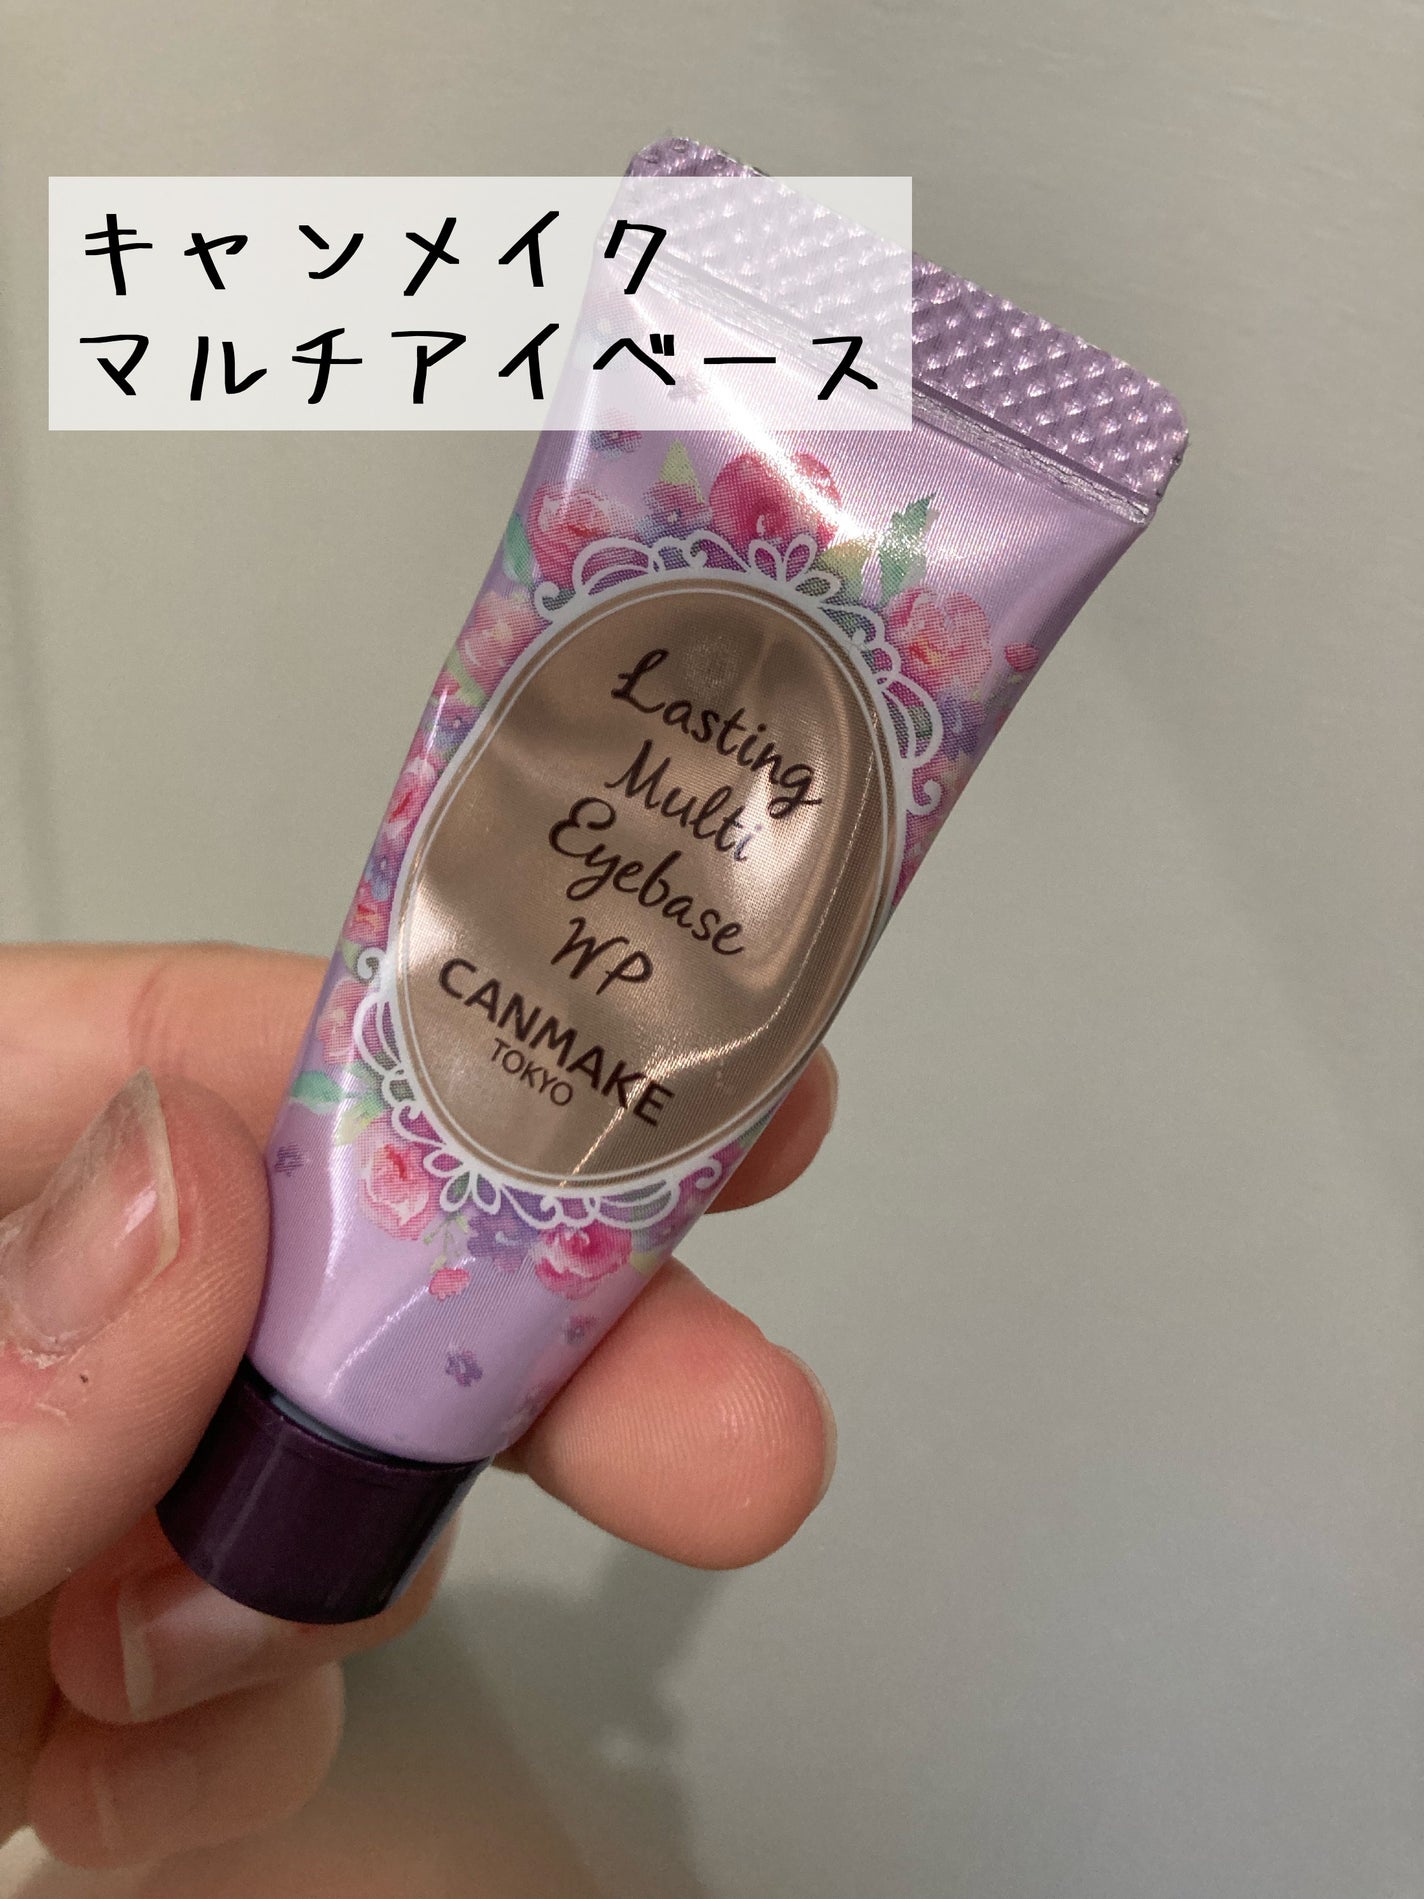 キャンメイク
マルチアイベース
Lasting
Multi
Eyebase
WP
CANMAKE
TOKYO